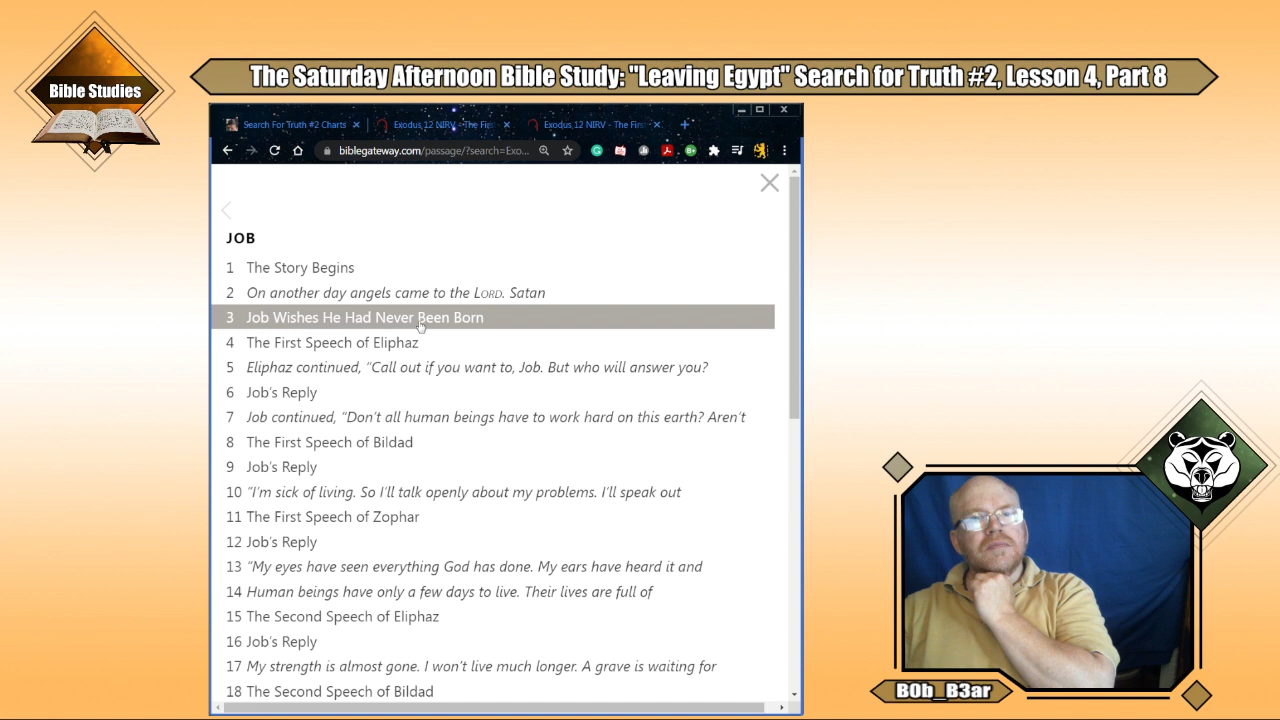 Bible Studies
The Saturday Afternoon Bible Study: "Leaving Egypt" Search for Truth #2, Lesson 4, Part 8
Search For Truth #2 Charts
Exodus 12 NIRV - The Firs
Exodus 12 NIRV - The Firs
biblegateway.com/passage/?search=Exo...
JOB
1 The Story Begins
2 On another day angels came to the LORD. Satan
3 Job Wishes He Had Never Been Born
4 The First Speech of Eliphaz
5 Eliphaz continued, “Call out if you want to, Job. But who will answer you?
6 Job’s Reply
7 Job continued, “Don’t all human beings have to work hard on this earth? Aren’t
8 The First Speech of Bildad
9 Job’s Reply
10 “I’m sick of living. So I’ll talk openly about my problems. I’ll speak out
11 The First Speech of Zophar
12 Job’s Reply
13 “My eyes have seen everything God has done. My ears have heard it and
14 Human beings have only a few days to live. Their lives are full of
15 The Second Speech of Eliphaz
16 Job’s Reply
17 My strength is almost gone. I won’t live much longer. A grave is waiting for
18 The Second Speech of Bildad
B0b_B3ar